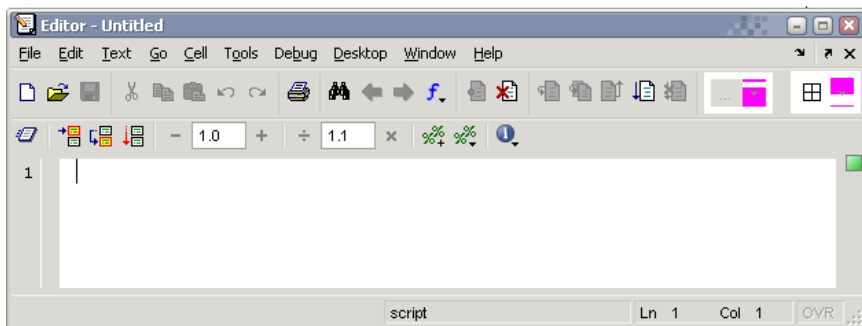 Editor - Untitled
File Edit Text Go Cell Tools Debug Desktop Window Help
...
- 1.0 + ÷ 1.1 ×
1
script Ln 1 Col 1 OVR